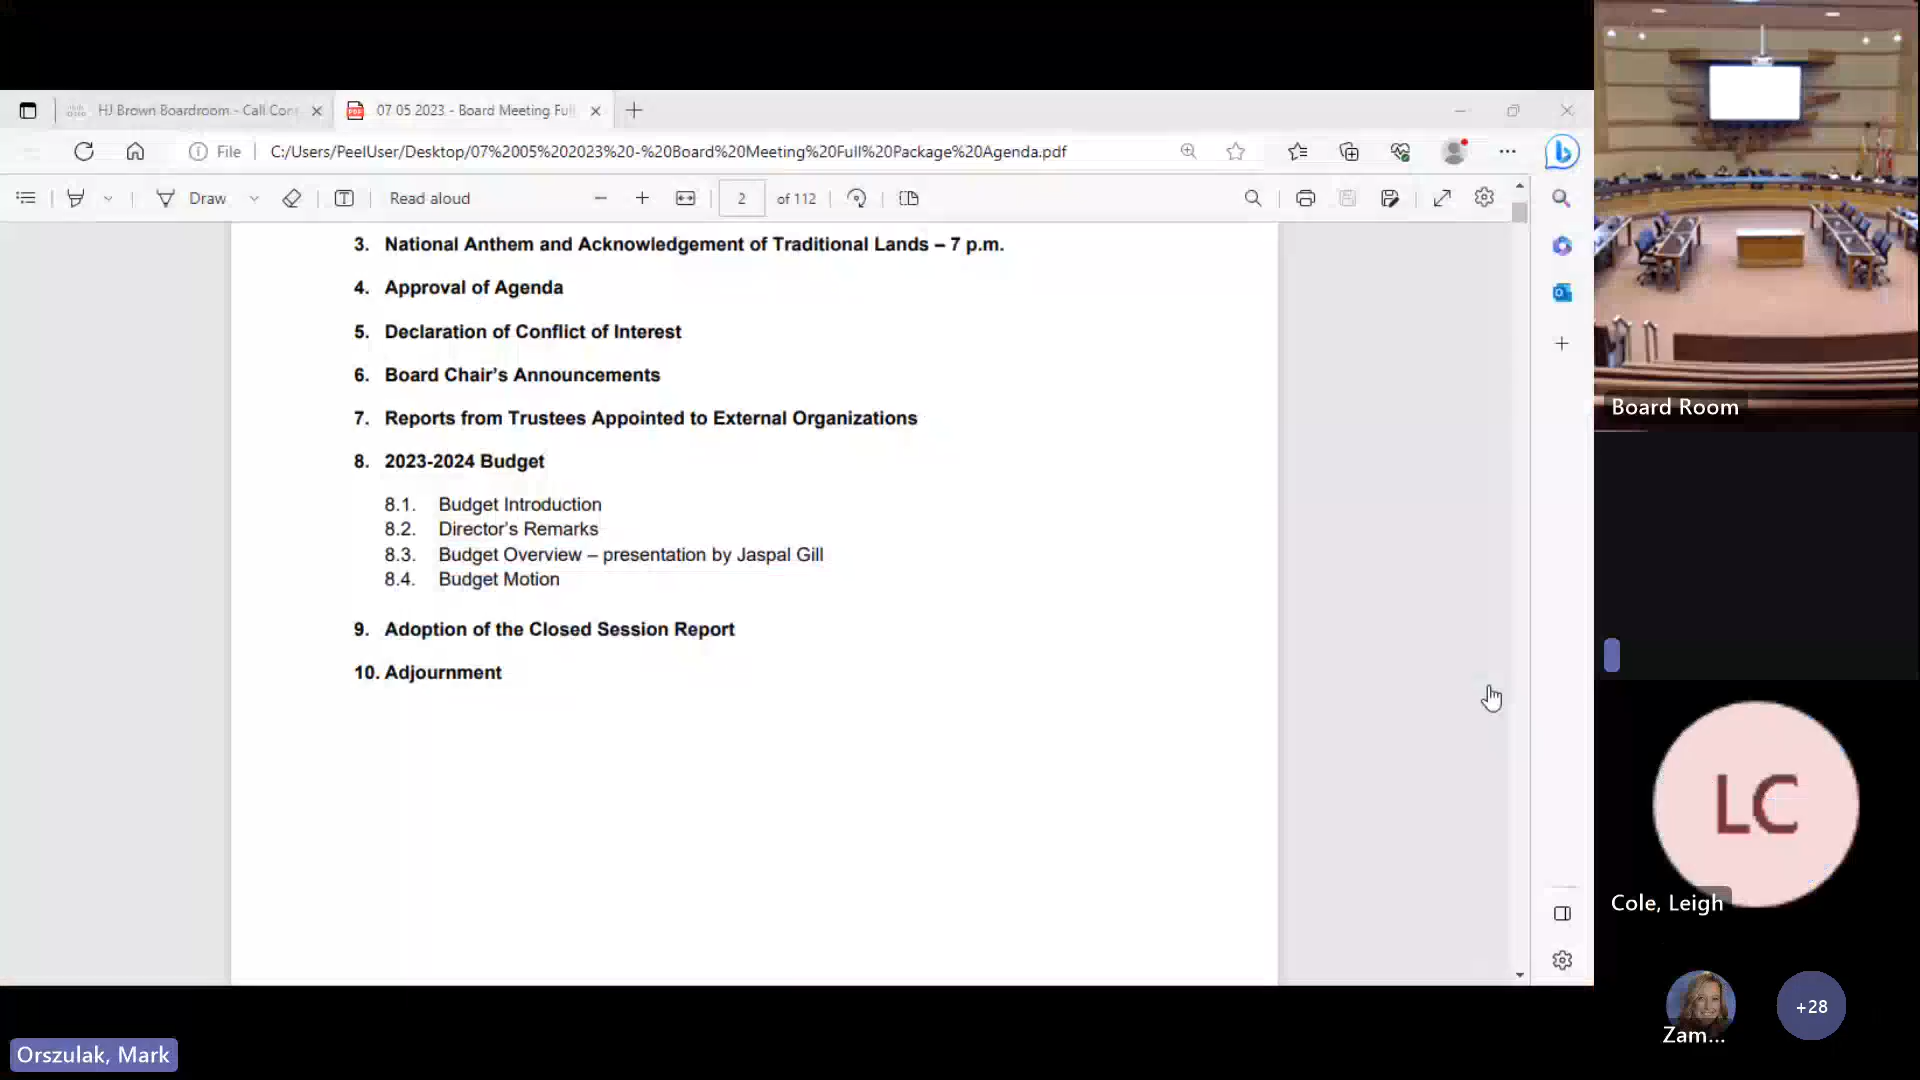 HJ Brown Boardroom - Call Con
07 05 2023 - Board Meeting Full
File
C:/Users/PeelUser/Desktop/07%2005%202023%20-%20Board%20Meeting%20Full%20Package%20Agenda.pdf
Draw
Read aloud
2
of 112
3. National Anthem and Acknowledgement of Traditional Lands – 7 p.m.
4. Approval of Agenda
5. Declaration of Conflict of Interest
6. Board Chair's Announcements
7. Reports from Trustees Appointed to External Organizations
8. 2023-2024 Budget
8.1. Budget Introduction
8.2. Director's Remarks
8.3. Budget Overview – presentation by Jaspal Gill
8.4. Budget Motion
9. Adoption of the Closed Session Report
10. Adjournment
Board Room
LC
Cole, Leigh
Zam...
+28
Orszulak, Mark